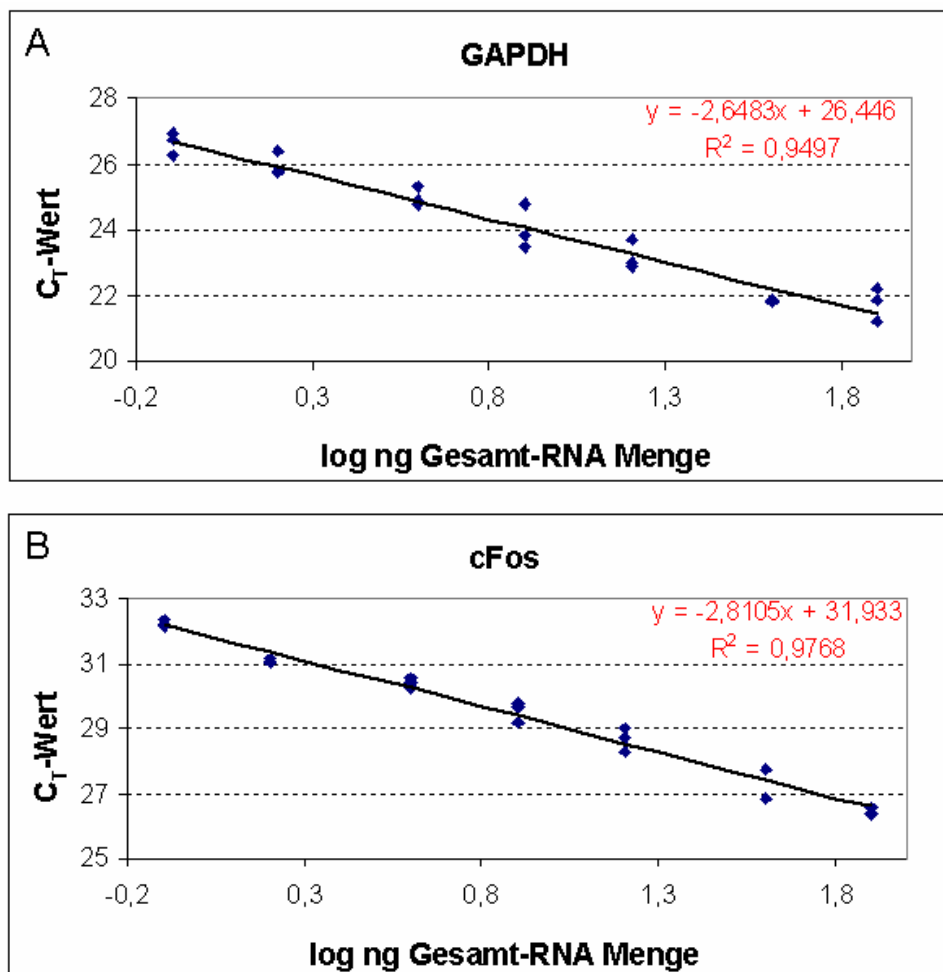 A
GAPDH
y = -2,6483x + 26,446
R² = 0,9497
28
26
24
22
20
C_T-Wert
-0,2 0,3 0,8 1,3 1,8
log ng Gesamt-RNA Menge
B
cFos
y = -2,8105x + 31,933
R² = 0,9768
33
31
29
27
25
C_T-Wert
-0,2 0,3 0,8 1,3 1,8
log ng Gesamt-RNA Menge